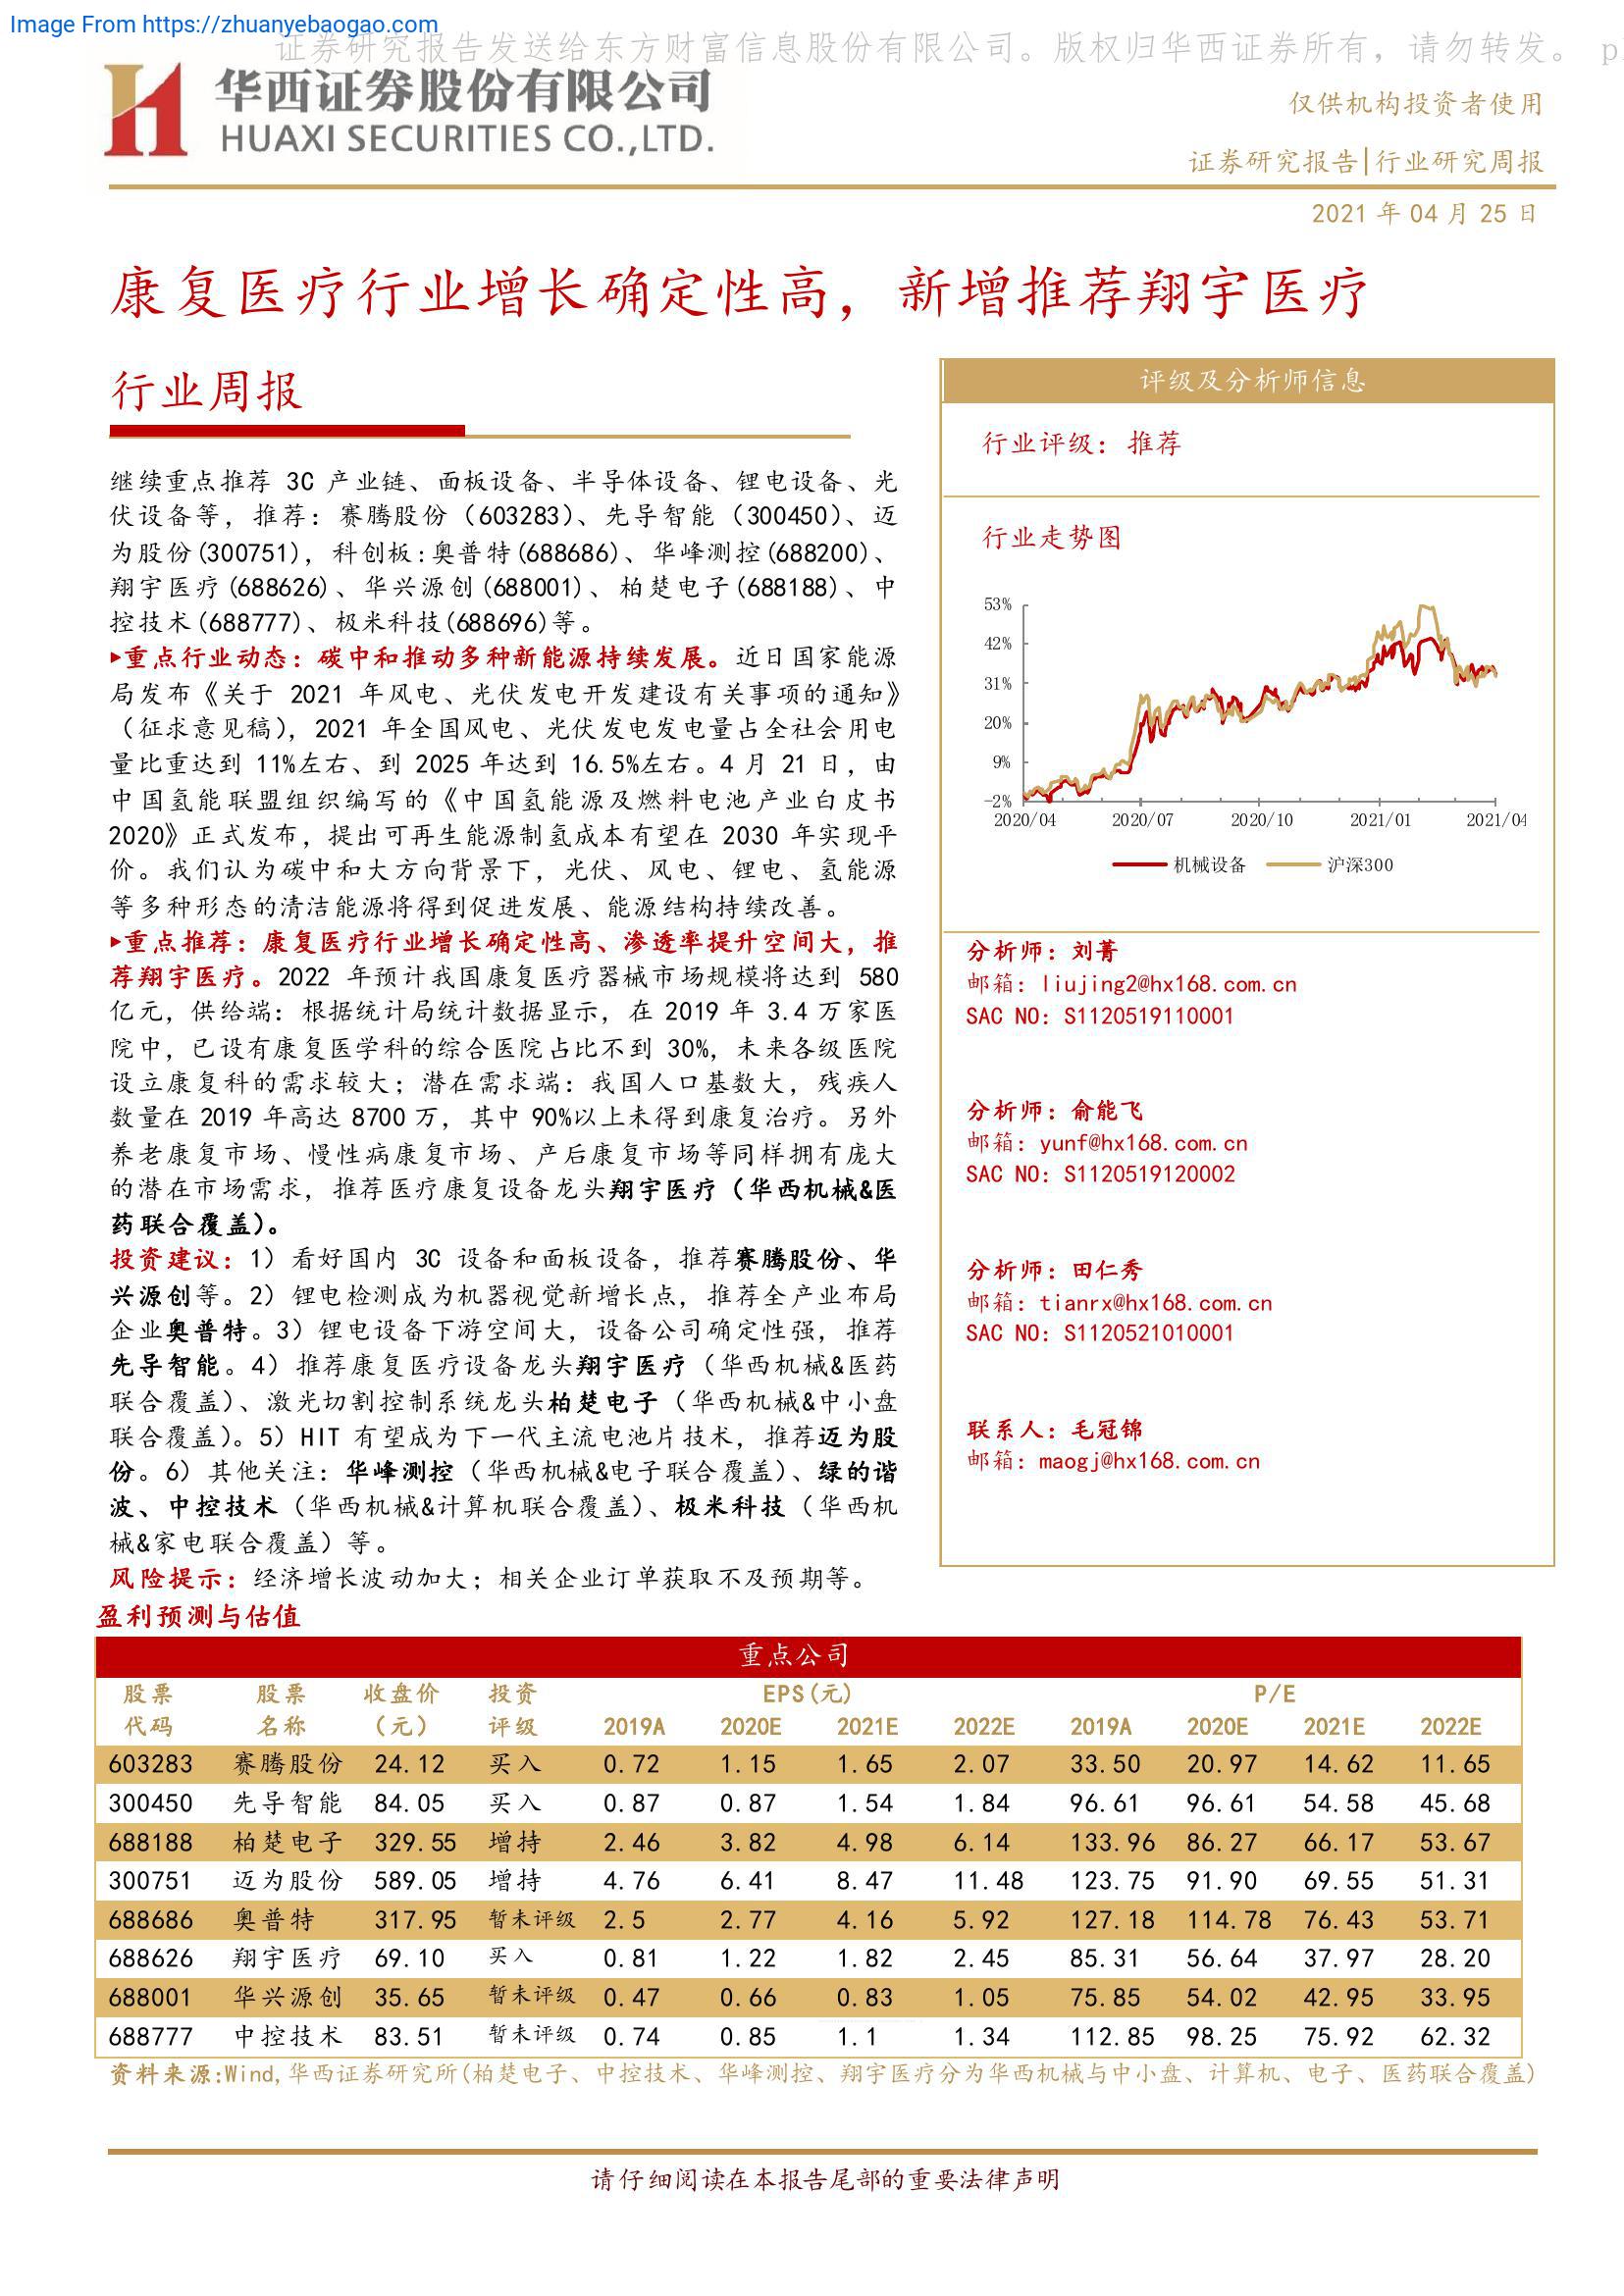 Image From https://zhuanyebaogao.com
证券研究报告发送给东方财富信息股份有限公司。版权归华西证券所有，请勿转发。 p
华西证券股份有限公司
HUAXI SECURITIES CO.,LTD.
仅供机构投资者使用
证券研究报告|行业研究周报
2021 年 04 月 25 日
康复医疗行业增长确定性高，新增推荐翔宇医疗
行业周报
继续重点推荐 3C 产业链、面板设备、半导体设备、锂电设备、光
伏设备等，推荐：赛腾股份（603283）、先导智能（300450）、迈
为股份(300751)，科创板:奥普特(688686)、华峰测控(688200)、
翔宇医疗(688626)、华兴源创(688001)、柏楚电子(688188)、中
控技术(688777)、极米科技(688696)等。
▸重点行业动态：碳中和推动多种新能源持续发展。近日国家能源
局发布《关于 2021 年风电、光伏发电开发建设有关事项的通知》
（征求意见稿），2021 年全国风电、光伏发电发电量占全社会用电
量比重达到 11%左右、到 2025 年达到 16.5%左右。4 月 21 日，由
中国氢能联盟组织编写的《中国氢能源及燃料电池产业白皮书
2020》正式发布，提出可再生能源制氢成本有望在 2030 年实现平
价。我们认为碳中和大方向背景下，光伏、风电、锂电、氢能源
等多种形态的清洁能源将得到促进发展、能源结构持续改善。
▸重点推荐：康复医疗行业增长确定性高、渗透率提升空间大，推
荐翔宇医疗。2022 年预计我国康复医疗器械市场规模将达到 580
亿元，供给端：根据统计局统计数据显示，在 2019 年 3.4 万家医
院中，已设有康复医学科的综合医院占比不到 30%，未来各级医院
设立康复科的需求较大；潜在需求端：我国人口基数大，残疾人
数量在 2019 年高达 8700 万，其中 90%以上未得到康复治疗。另外
养老康复市场、慢性病康复市场、产后康复市场等同样拥有庞大
的潜在市场需求，推荐医疗康复设备龙头翔宇医疗（华西机械&医
药联合覆盖）。
投资建议：1）看好国内 3C 设备和面板设备，推荐赛腾股份、华
兴源创等。2）锂电检测成为机器视觉新增长点，推荐全产业布局
企业奥普特。3）锂电设备下游空间大，设备公司确定性强，推荐
先导智能。4）推荐康复医疗设备龙头翔宇医疗（华西机械&医药
联合覆盖）、激光切割控制系统龙头柏楚电子（华西机械&中小盘
联合覆盖）。5）HIT 有望成为下一代主流电池片技术，推荐迈为股
份。6）其他关注：华峰测控（华西机械&电子联合覆盖）、绿的谐
波、中控技术（华西机械&计算机联合覆盖）、极米科技（华西机
械&家电联合覆盖）等。
风险提示：经济增长波动加大；相关企业订单获取不及预期等。
评级及分析师信息
行业评级：推荐
行业走势图
53%
42%
31%
20%
9%
-2%
2020/04 2020/07 2020/10 2021/01 2021/04
机械设备 沪深300
分析师：刘菁
邮箱：liujing2@hx168.com.cn
SAC NO：S1120519110001
分析师：俞能飞
邮箱：yunf@hx168.com.cn
SAC NO：S1120519120002
分析师：田仁秀
邮箱：tianrx@hx168.com.cn
SAC NO：S1120521010001
联系人：毛冠锦
邮箱：maogj@hx168.com.cn
盈利预测与估值
重点公司
股票 股票 收盘价 投资 EPS(元) P/E
代码 名称 （元） 评级 2019A 2020E 2021E 2022E 2019A 2020E 2021E 2022E
603283 赛腾股份 24.12 买入 0.72 1.15 1.65 2.07 33.50 20.97 14.62 11.65
300450 先导智能 84.05 买入 0.87 0.87 1.54 1.84 96.61 96.61 54.58 45.68
688188 柏楚电子 329.55 增持 2.46 3.82 4.98 6.14 133.96 86.27 66.17 53.67
300751 迈为股份 589.05 增持 4.76 6.41 8.47 11.48 123.75 91.90 69.55 51.31
688686 奥普特 317.95 暂未评级 2.5 2.77 4.16 5.92 127.18 114.78 76.43 53.71
688626 翔宇医疗 69.10 买入 0.81 1.22 1.82 2.45 85.31 56.64 37.97 28.20
688001 华兴源创 35.65 暂未评级 0.47 0.66 0.83 1.05 75.85 54.02 42.95 33.95
688777 中控技术 83.51 暂未评级 0.74 0.85 1.1 1.34 112.85 98.25 75.92 62.32
资料来源:Wind,华西证券研究所(柏楚电子、中控技术、华峰测控、翔宇医疗分为华西机械与中小盘、计算机、电子、医药联合覆盖)
请仔细阅读在本报告尾部的重要法律声明